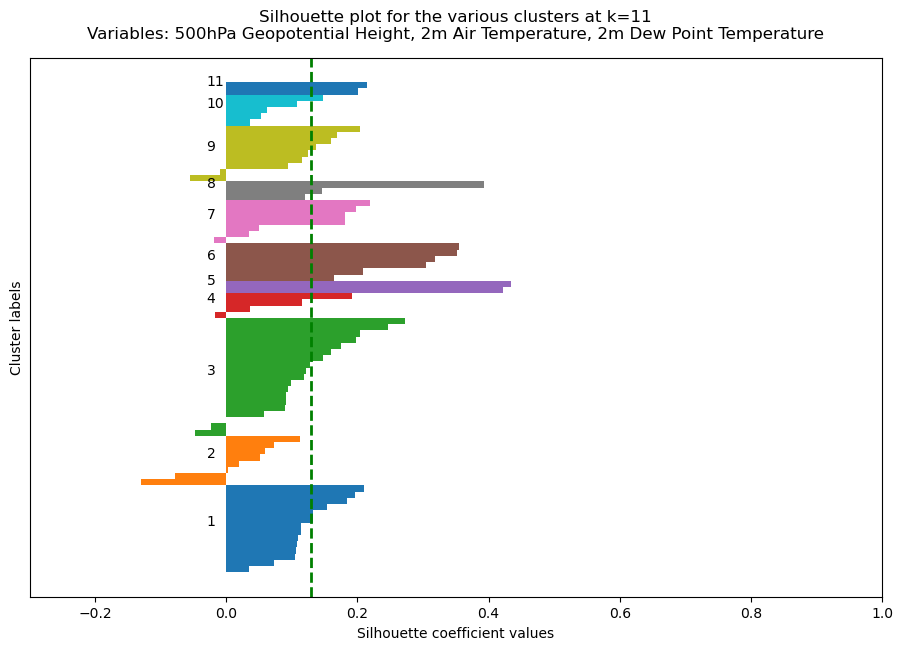 Silhouette plot for the various clusters at k=11
Variables: 500hPa Geopotential Height, 2m Air Temperature, 2m Dew Point Temperature
Cluster labels
11
10
9
8
7
6
5
4
3
2
1
−0.2 0.0 0.2 0.4 0.6 0.8 1.0
Silhouette coefficient values